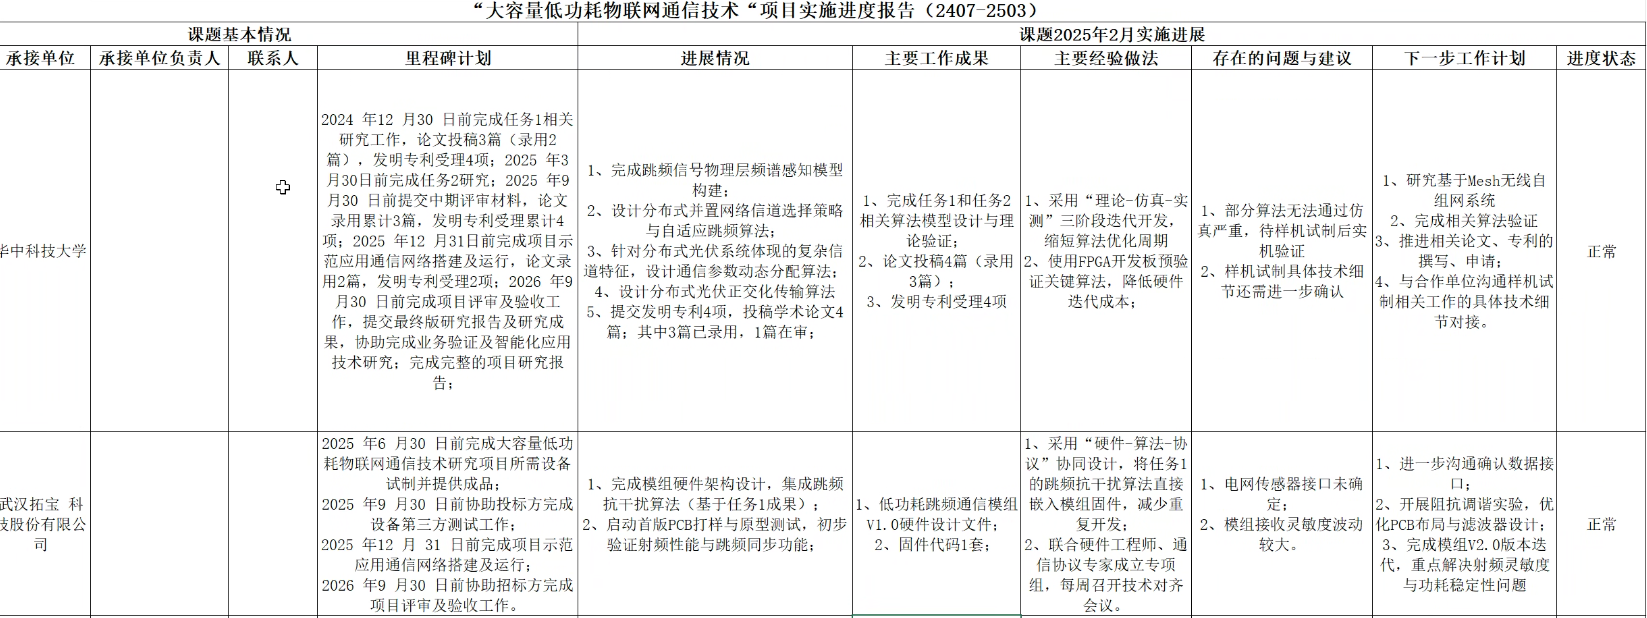 “大容量低功耗物联网通信技术“项目实施进度报告（2407-2503）
课题基本情况
课题2025年2月实施进展
承接单位
承接单位负责人
联系人
里程碑计划
进展情况
主要工作成果
主要经验做法
存在的问题与建议
下一步工作计划
进度状态
华中科技大学
2024 年12 月30 日前完成任务1相关
研究工作，论文投稿3篇（录用2
篇），发明专利受理4项；2025 年3
月30日前完成任务2研究；2025 年9
月30 日前提交中期评审材料，论文
录用累计3篇，发明专利受理累计4
项；2025 年12 月31日前完成项目示
范应用通信网络搭建及运行，论文录
用2篇，发明专利受理2项；2026 年9
月30 日前完成项目评审及验收工
作，提交最终版研究报告及研究成
果，协助完成业务验证及智能化应用
技术研究；完成完整的项目研究报
告；
1、完成跳频信号物理层频谱感知模型
构建；
2、设计分布式并置网络信道选择策略
与自适应跳频算法；
3、针对分布式光伏系统体现的复杂信
道特征，设计通信参数动态分配算法；
4、设计分布式光伏正交化传输算法
5、提交发明专利4项，投稿学术论文4
篇；其中3篇已录用，1篇在审；
1、完成任务1和任务2
相关算法模型设计与理
论验证；
2、论文投稿4篇（录用
3篇）；
3、发明专利受理4项
1、采用“理论-仿真-实
测”三阶段迭代开发，
缩短算法优化周期
2、使用FPGA开发板预验
证关键算法，降低硬件
迭代成本；
1、部分算法无法通过仿
真严重，待样机试制后实
机验证
2、样机试制具体技术细
节还需进一步确认
1、研究基于Mesh无线自
组网系统
2、完成相关算法验证
3、推进相关论文、专利的
撰写、申请；
4、与合作单位沟通样机试
制相关工作的具体技术细
节对接。
正常
武汉拓宝 科
技股份有限公
司
2025 年6 月30 日前完成大容量低功
耗物联网通信技术研究项目所需设备
试制并提供成品；
2025 年9 月30 日前协助投标方完成
设备第三方测试工作；
2025 年12 月 31 日前完成项目示范
应用通信网络搭建及运行；
2026 年9 月30 日前协助招标方完成
项目评审及验收工作。
1、完成模组硬件架构设计，集成跳频
抗干扰算法（基于任务1成果）；
2、启动首版PCB打样与原型测试，初步
验证射频性能与跳频同步功能；
1、低功耗跳频通信模组
V1.0硬件设计文件；
2、固件代码1套；
1、采用“硬件-算法-协
议”协同设计，将任务1
的跳频抗干扰算法直接
嵌入模组固件，减少重
复开发；
2、联合硬件工程师、通
信协议专家成立专项
组，每周召开技术对齐
会议。
1、电网传感器接口未确
定；
2、模组接收灵敏度波动
较大。
1、进一步沟通确认数据接
口；
2、开展阻抗调谐实验，优
化PCB布局与滤波器设计；
3、完成模组V2.0版本迭
代，重点解决射频灵敏度
与功耗稳定性问题
正常